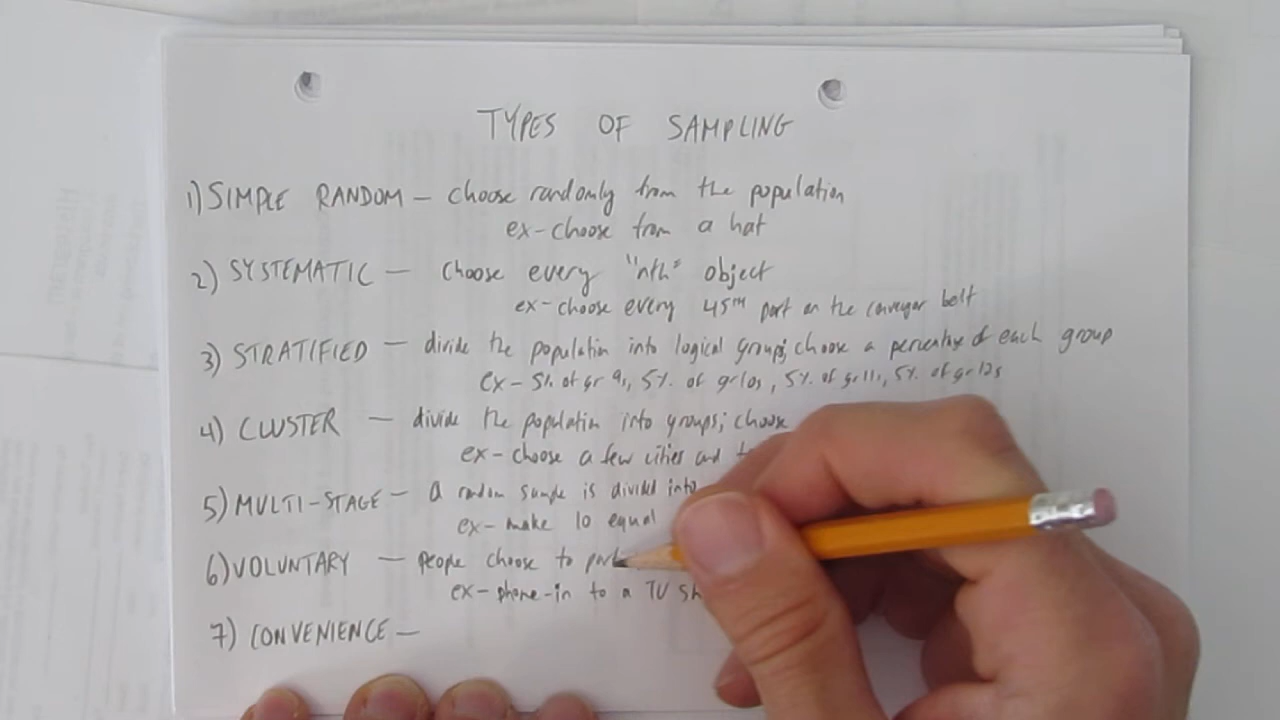 TYPES OF SAMPLING
1) SIMPLE RANDOM — choose randomly from the population
ex - choose from a hat
2) SYSTEMATIC — choose every "nth" object
ex - choose every 45TH part on the conveyor belt
3) STRATIFIED — divide the population into logical groups; choose a percentage of each group
ex - 5% of gr 9s, 5% of gr 10s, 5% of gr 11s, 5% of gr 12s
4) CLUSTER — divide the population into groups; choose
ex - choose a few cities and
5) MULTI-STAGE — a random sample is divided into
ex - make 10 equal
6) VOLUNTARY — people choose to
ex - phone-in to a TV
7) CONVENIENCE —